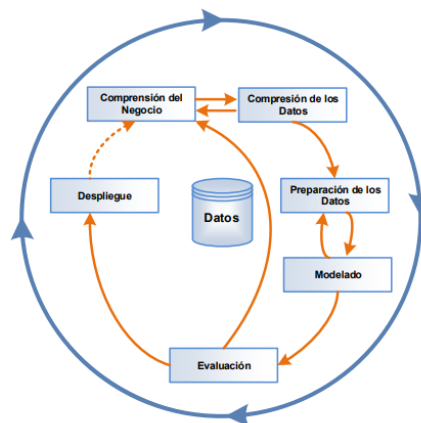 Comprensión del
Negocio
Compresión de los
Datos
Despliegue
Datos
Preparación de los
Datos
Modelado
Evaluación